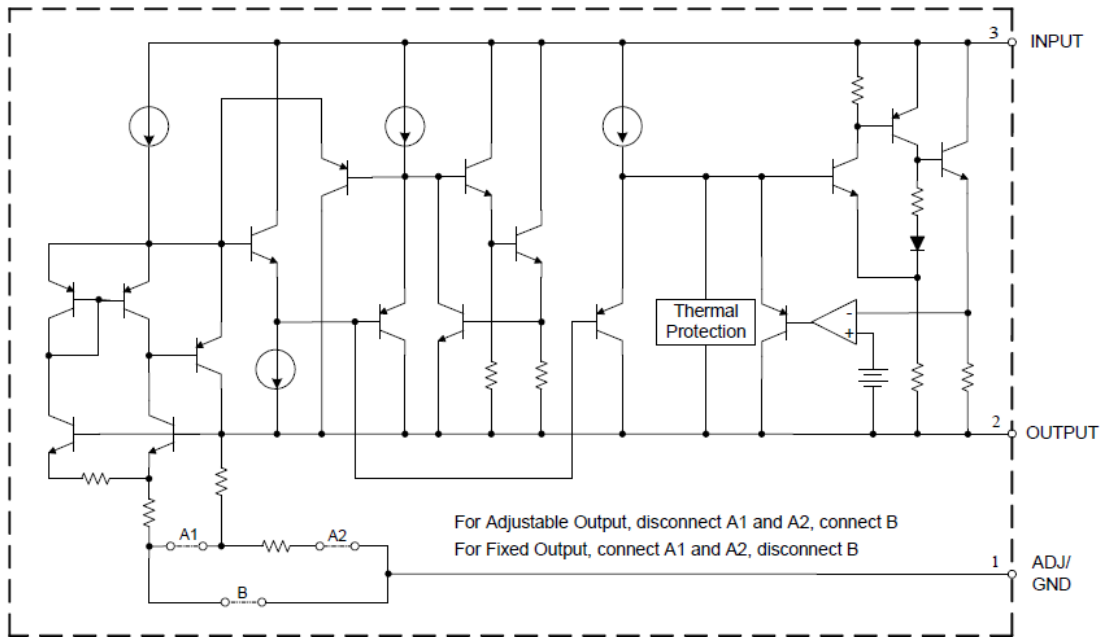 3
INPUT
Thermal
Protection
-
+
2
OUTPUT
For Adjustable Output, disconnect A1 and A2, connect B
For Fixed Output, connect A1 and A2, disconnect B
A1
A2
1
ADJ/
GND
B